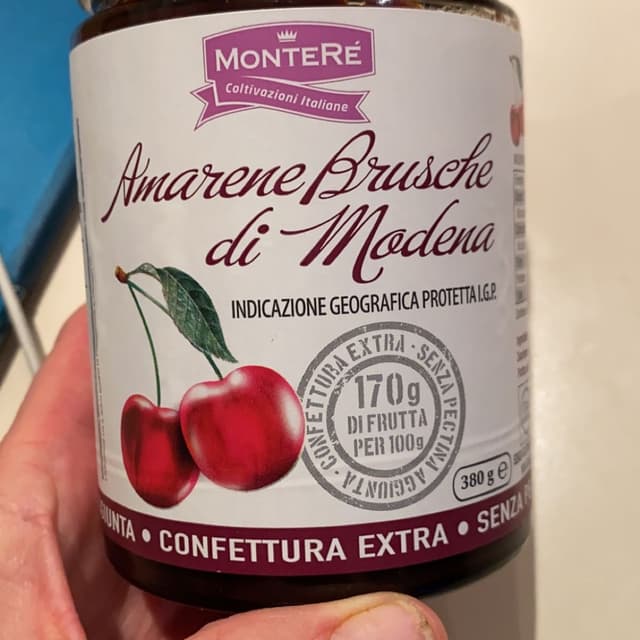 MONTERÉ
Coltivazioni Italiane
Amarene Brusche
di Modena
INDICAZIONE GEOGRAFICA PROTETTA I.G.P.
CONFETTURA EXTRA · SENZA PECTINA AGGIUNTA ·
170g
DI FRUTTA
PER 100g
380 g e
GIUNTA • CONFETTURA EXTRA • SENZA